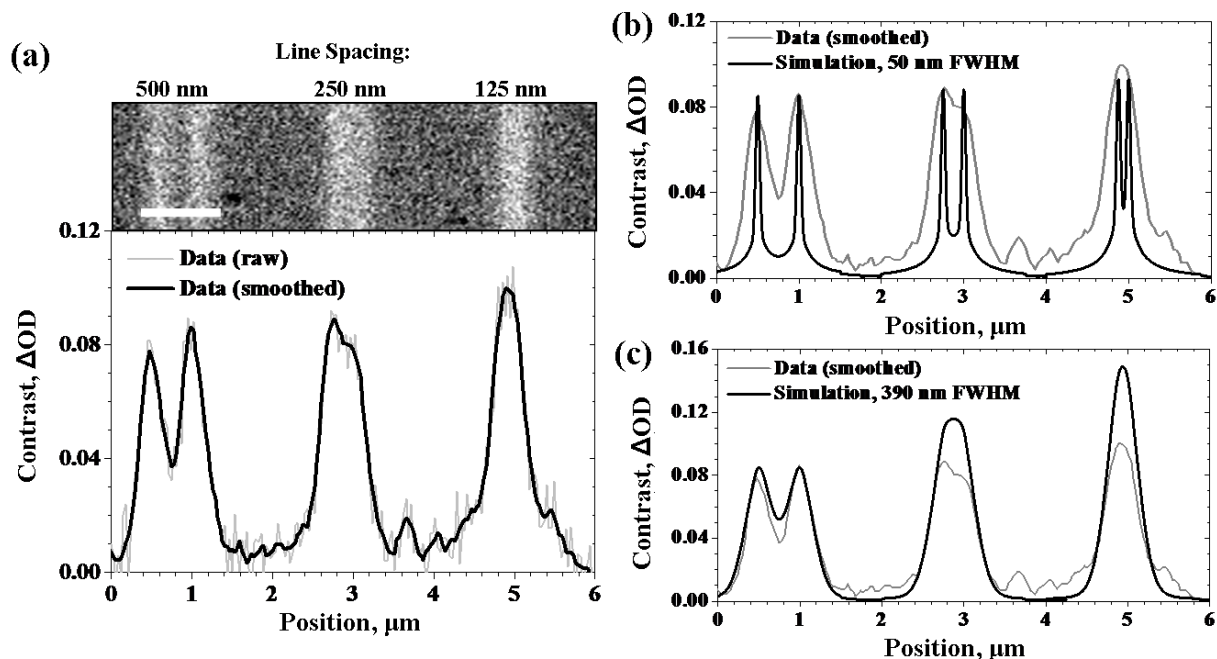 (a)
Line Spacing:
500 nm 250 nm 125 nm
0.12
0.08
0.04
0.00
Contrast, ΔOD
Data (raw)
Data (smoothed)
0 1 2 3 4 5 6
Position, μm
(b)
0.12
0.08
0.04
0.00
Contrast, ΔOD
Data (smoothed)
Simulation, 50 nm FWHM
0 1 2 3 4 5 6
Position, μm
(c)
0.16
0.12
0.08
0.04
0.00
Contrast, ΔOD
Data (smoothed)
Simulation, 390 nm FWHM
0 1 2 3 4 5 6
Position, μm